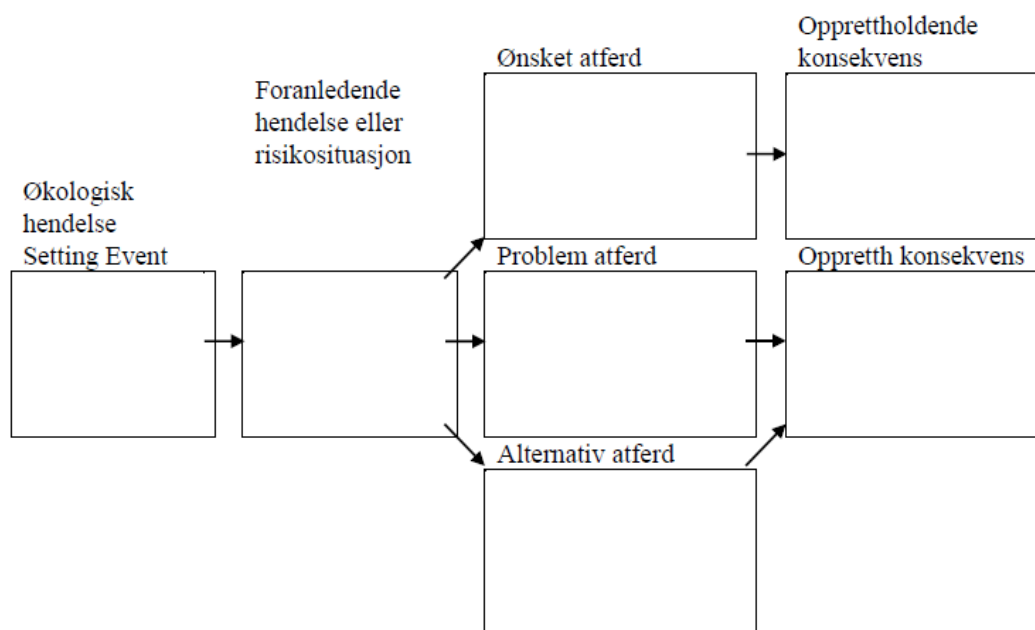 Opprettholdende
konsekvens
Ønsket atferd
Foranledende
hendelse eller
risikosituasjon
Økologisk
hendelse
Setting Event
Problem atferd
Oppretth konsekvens
Alternativ atferd